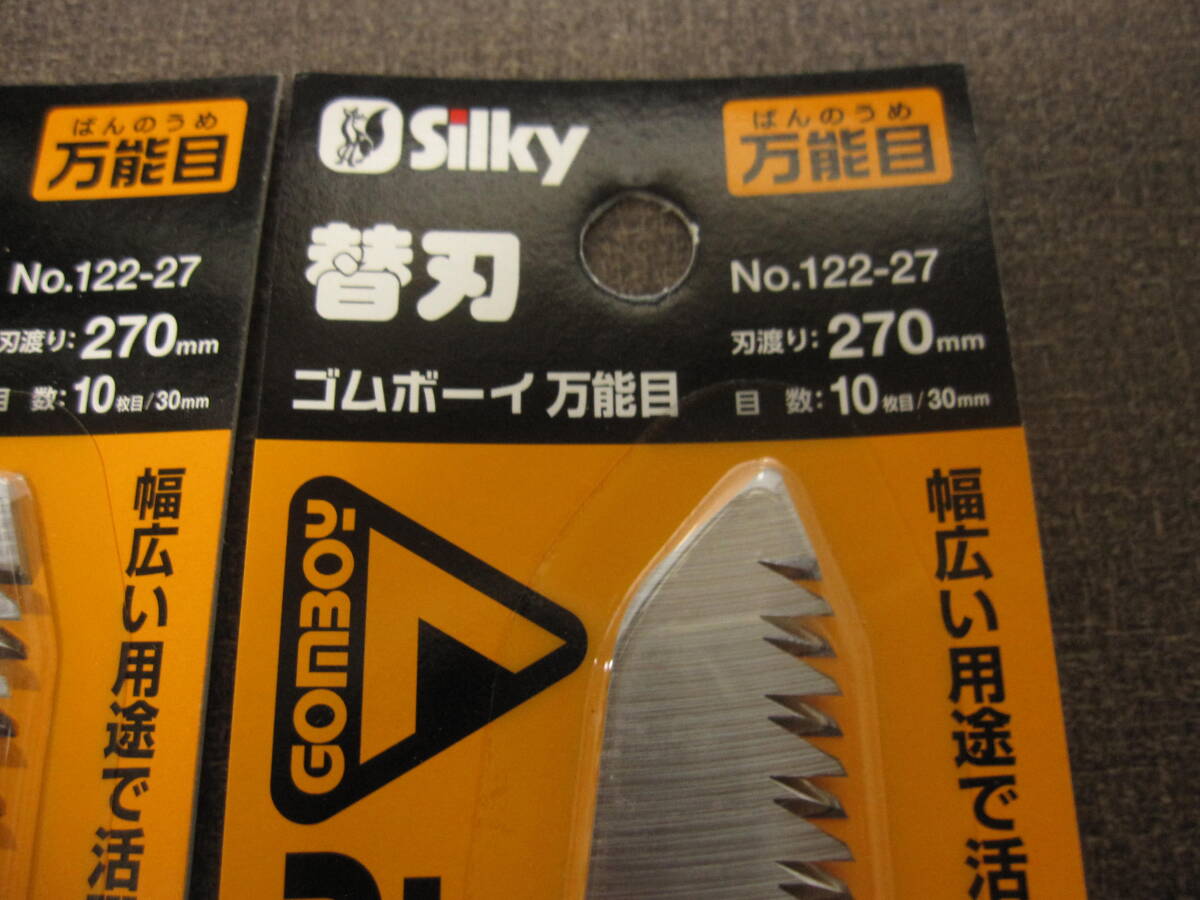 ばんのうめ
万能目
No.122-27
刃渡り: 270mm
目 数: 10枚目/30mm
幅広い用途で活
Silky
ばんのうめ
万能目
替刃
No.122-27
刃渡り: 270mm
ゴムボーイ 万能目
目 数: 10枚目/30mm
GOMBOY
幅広い用途で活